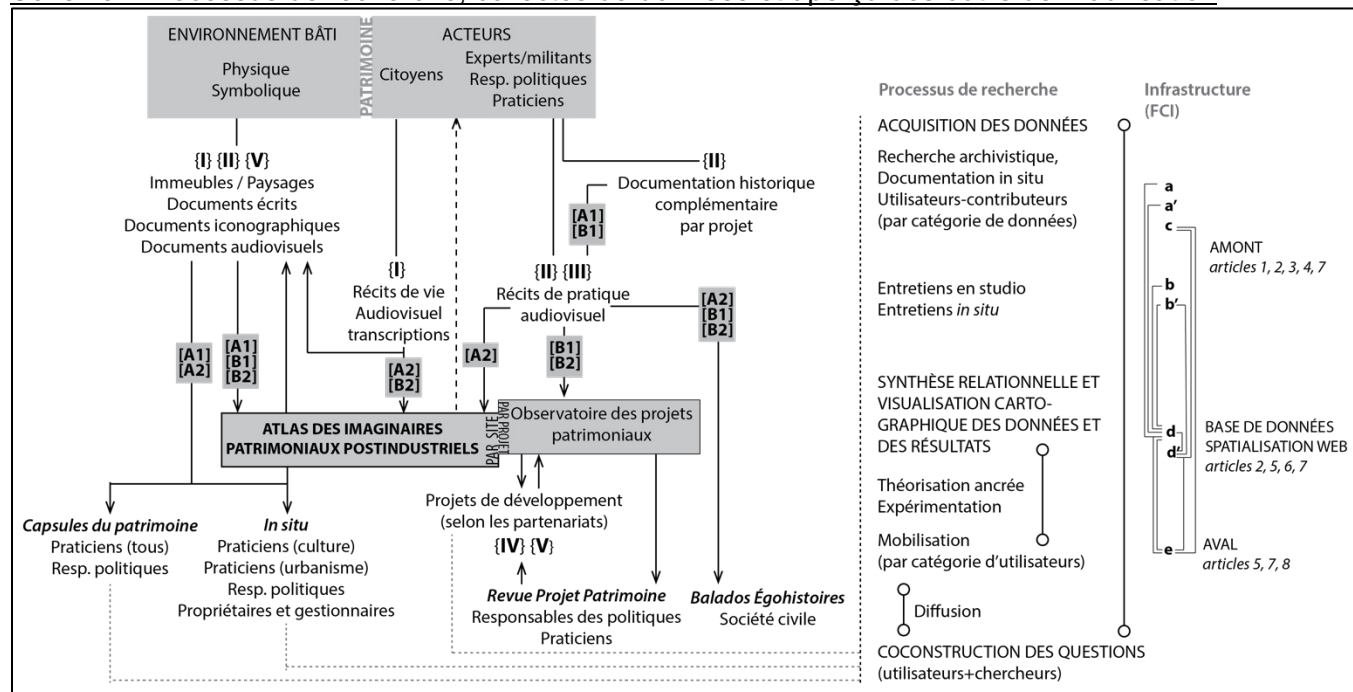 ENVIRONNEMENT BÂTI
Physique
Symbolique
PATRIMOINE
ACTEURS
Citoyens
Experts/militants
Resp. politiques
Praticiens
{I} {II} {V}
Immeubles / Paysages
Documents écrits
Documents iconographiques
Documents audiovisuels
{I}
Récits de vie
Audiovisuel
transcriptions
{II}
Documentation historique
complémentaire
par projet
[A1]
[B1]
{II} {III}
Récits de pratique
audiovisuel
[A1]
[A2]
[A1]
[B1]
[B2]
[A2]
[B2]
[A2]
[B1]
[B2]
[A2]
[B1]
[B2]
ATLAS DES IMAGINAIRES
PATRIMONIAUX POSTINDUSTRIELS
PAR SITE
PAR PROJET
Observatoire des projets
patrimoniaux
Projets de développement
(selon les partenariats)
{IV} {V}
Capsules du patrimoine
Praticiens (tous)
Resp. politiques
In situ
Praticiens (culture)
Praticiens (urbanisme)
Resp. politiques
Propriétaires et gestionnaires
Revue Projet Patrimoine
Responsables des politiques
Praticiens
Balados Égohistoires
Société civile
Processus de recherche
ACQUISITION DES DONNÉES
Recherche archivistique,
Documentation in situ
Utilisateurs-contributeurs
(par catégorie de données)
Entretiens en studio
Entretiens in situ
SYNTHÈSE RELATIONNELLE ET
VISUALISATION CARTO-
GRAPHIQUE DES DONNÉES ET
DES RÉSULTATS
Théorisation ancrée
Expérimentation
Mobilisation
(par catégorie d'utilisateurs)
Diffusion
COCONSTRUCTION DES QUESTIONS
(utilisateurs+chercheurs)
Infrastructure
(FCI)
a
a'
c
b
b'
d
d'
e
AMONT
articles 1, 2, 3, 4, 7
BASE DE DONNÉES
SPATIALISATION WEB
articles 2, 5, 6, 7
AVAL
articles 5, 7, 8